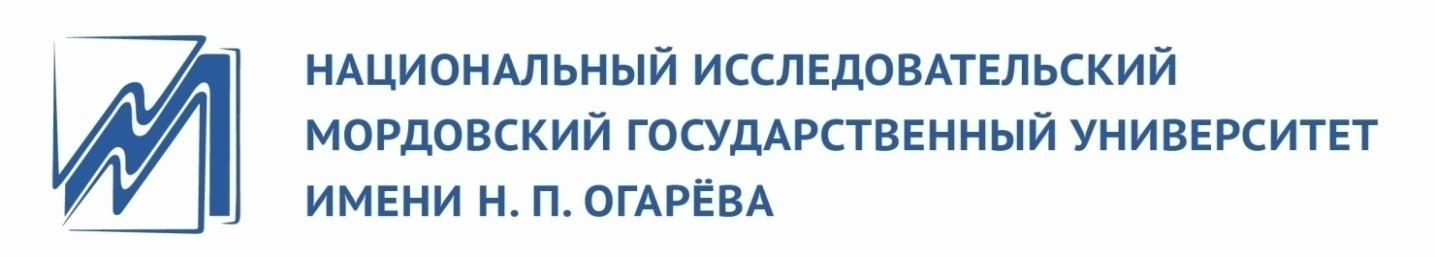 НАЦИОНАЛЬНЫЙ ИССЛЕДОВАТЕЛЬСКИЙ
МОРДОВСКИЙ ГОСУДАРСТВЕННЫЙ УНИВЕРСИТЕТ
ИМЕНИ Н. П. ОГАРЁВА